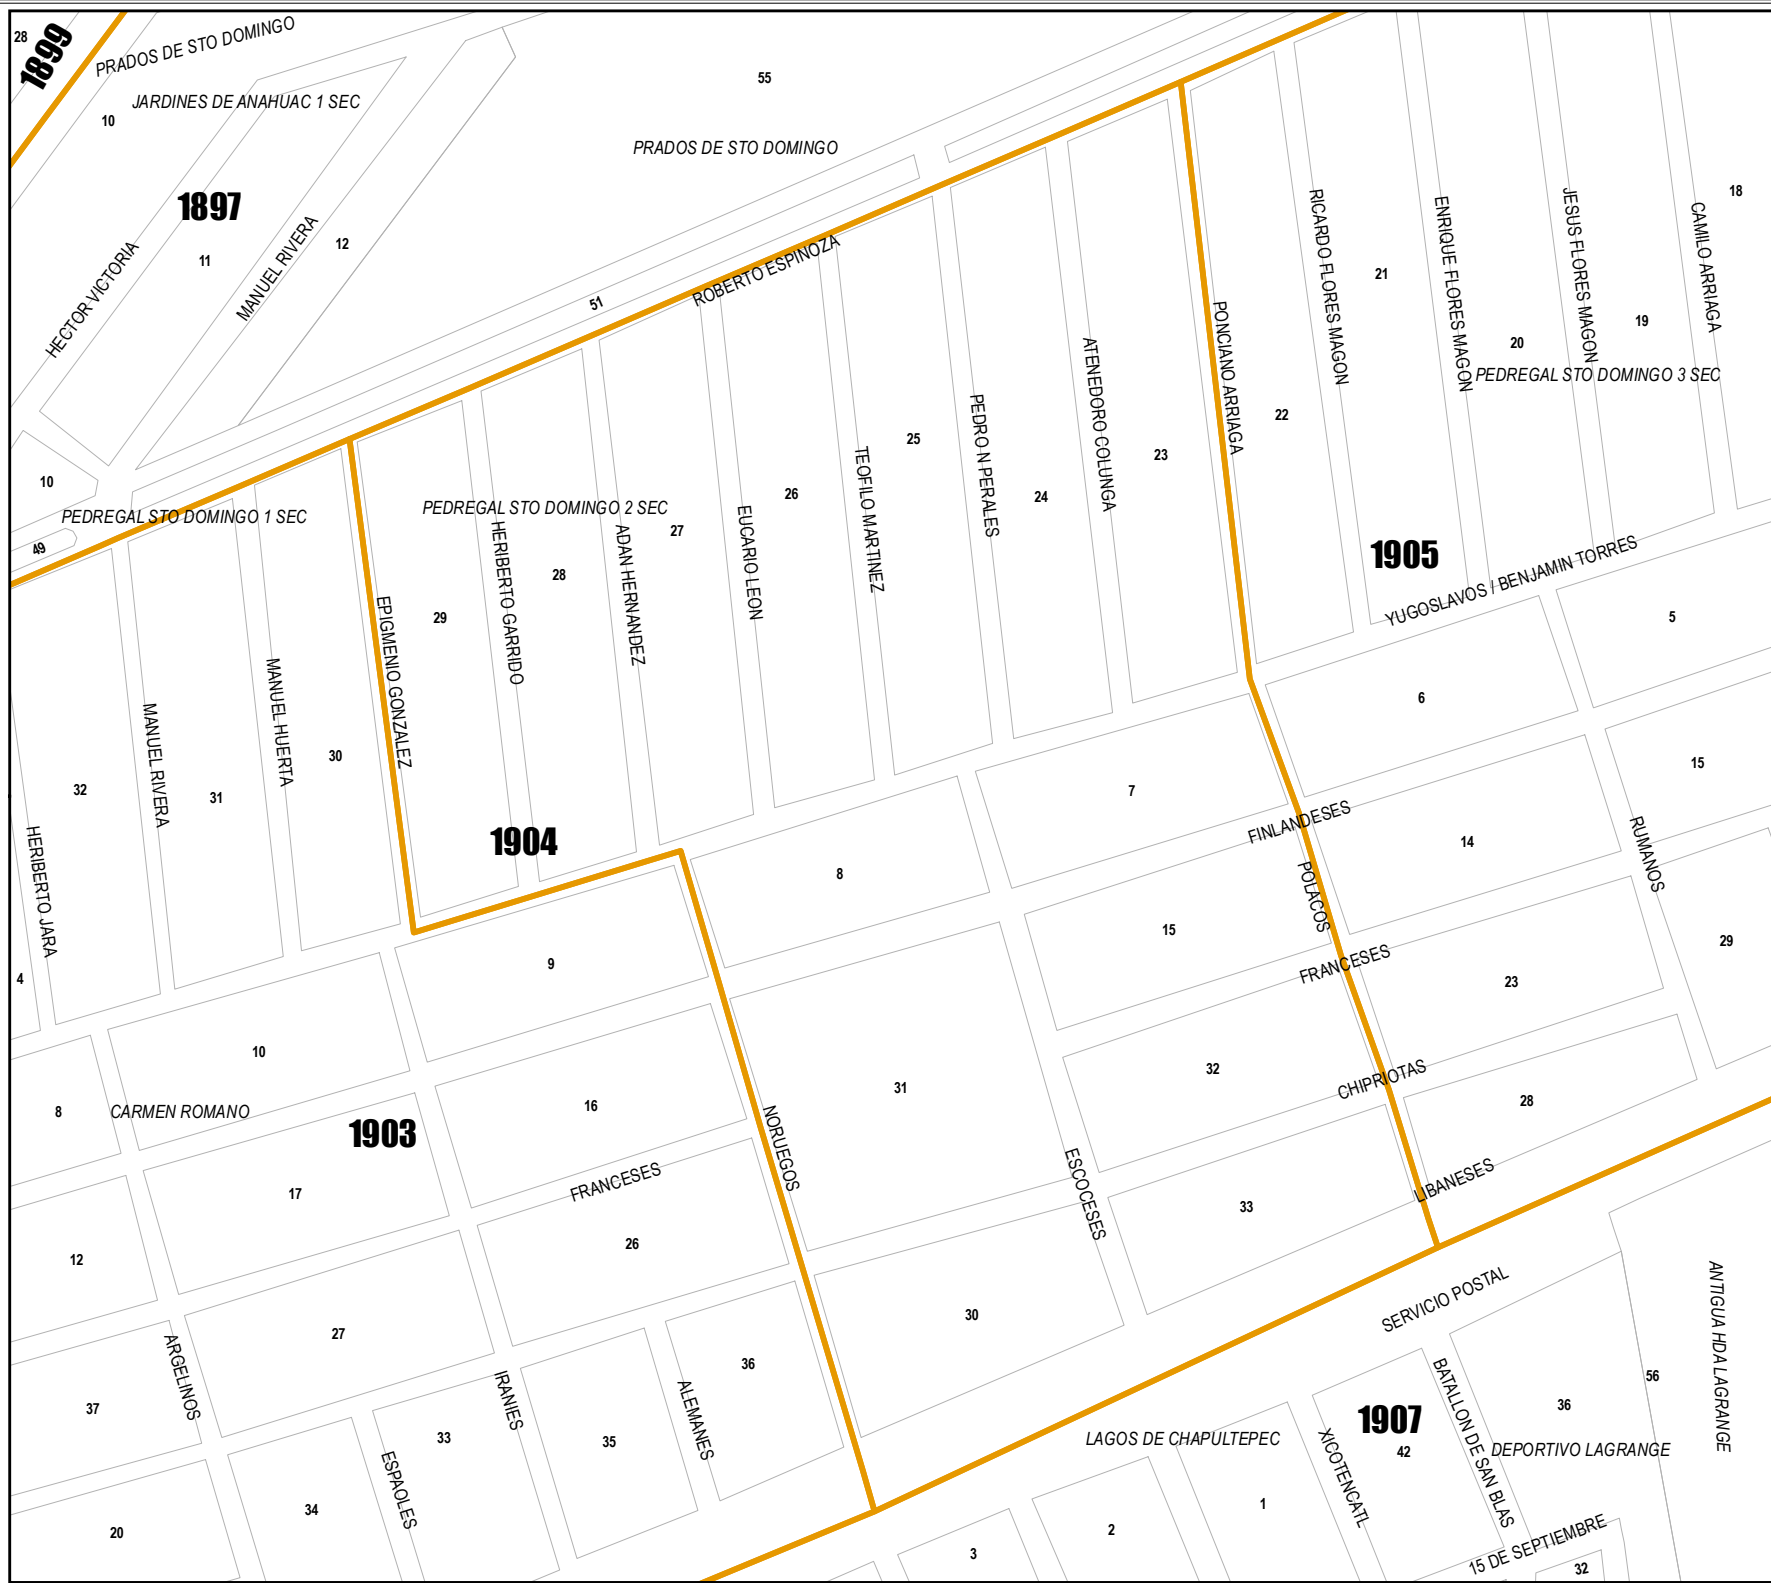 28
1899
PRADOS DE STO DOMINGO
JARDINES DE ANAHUAC 1 SEC
10
55
PRADOS DE STO DOMINGO
1897
11
12
HECTOR VICTORIA
MANUEL RIVERA
51
ROBERTO ESPINOZA
18
RICARDO FLORES MAGON
21
ENRIQUE FLORES MAGON
20
JESUS FLORES MAGON
19
CAMILO ARRIAGA
PEDREGAL STO DOMINGO 3 SEC
PONCIANO ARRIAGA
22
ATENEDORO COLUNGA
23
PEDRO N PERALES
24
25
TEOFILO MARTINEZ
26
EUCARIO LEON
27
ADAN HERNANDEZ
PEDREGAL STO DOMINGO 2 SEC
28
HERIBERTO GARRIDO
29
EPIGMENIO GONZALEZ
10
PEDREGAL STO DOMINGO 1 SEC
49
1905
YUGOSLAVOS / BENJAMIN TORRES
5
6
32
MANUEL RIVERA
31
MANUEL HUERTA
30
HERIBERTO JARA
4
1904
7
8
FINLANDESES
14
15
RUMANOS
POLACOS
15
FRANCESES
23
29
9
10
8
CARMEN ROMANO
1903
16
31
32
CHIPRIOTAS
28
NORUEGOS
ESCOCESES
17
FRANCESES
26
33
LIBANESES
12
27
30
SERVICIO POSTAL
ANTIGUA HDA LAGRANGE
ARGELINOS
37
IRANIES
33
35
ALEMANES
36
ESPAOLES
34
20
LAGOS DE CHAPULTEPEC
XICOTENCATL
1907
42
BATALLON DE SAN BLAS
36
56
DEPORTIVO LAGRANGE
1
2
3
15 DE SEPTIEMBRE
32